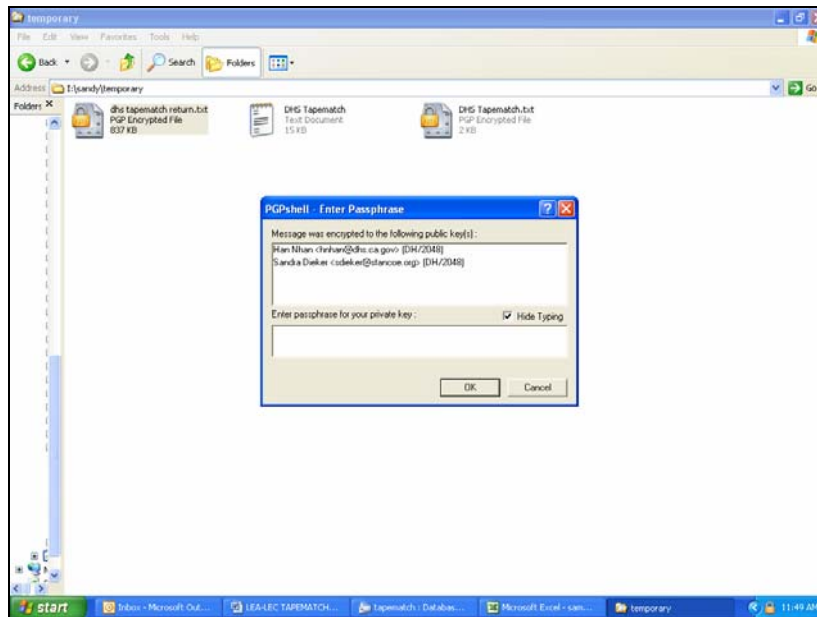 temporary
File Edit View Favorites Tools Help
Back Search Folders
Address I:\sandy\temporary Go
Folders
dhs tapematch return.txt
PGP Encrypted File
837 KB
DHS Tapematch
Text Document
15 KB
DHS Tapematch.txt
PGP Encrypted File
2 KB
PGPshell - Enter Passphrase
Message was encrypted to the following public key(s) :
Han Nhan <hnhan@dhs.ca.gov> (DH/2048)
Sandra Dieker <sdieker@stancoe.org> (DH/2048)
Enter passphrase for your private key : Hide Typing
OK Cancel
start Inbox - Microsoft Out... LEA-LEC TAPEMATCH... tapematch : Databas... Microsoft Excel - sam... temporary 11:49 AM